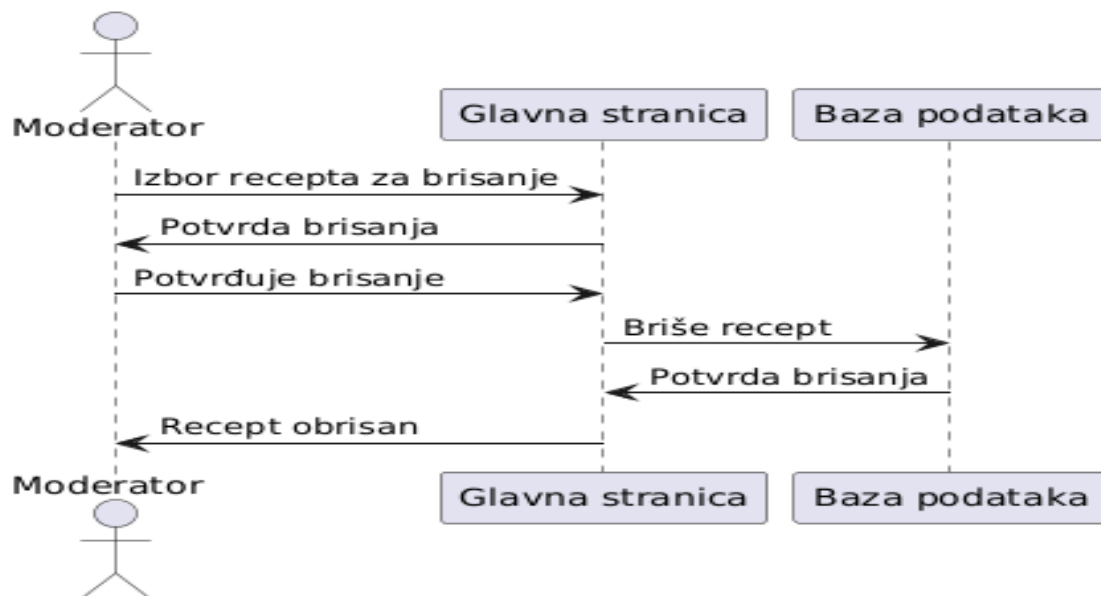 Moderator
Glavna stranica
Baza podataka
Izbor recepta za brisanje
Potvrda brisanja
Potvrđuje brisanje
Briše recept
Potvrda brisanja
Recept obrisan
Moderator
Glavna stranica
Baza podataka